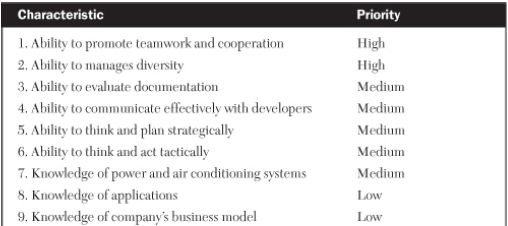 Characteristic Priority
1. Ability to promote teamwork and cooperation High
2. Ability to manages diversity High
3. Ability to evaluate documentation Medium
4. Ability to communicate effectively with developers Medium
5. Ability to think and plan strategically Medium
6. Ability to think and act tactically Medium
7. Knowledge of power and air conditioning systems Medium
8. Knowledge of applications Low
9. Knowledge of company's business model Low